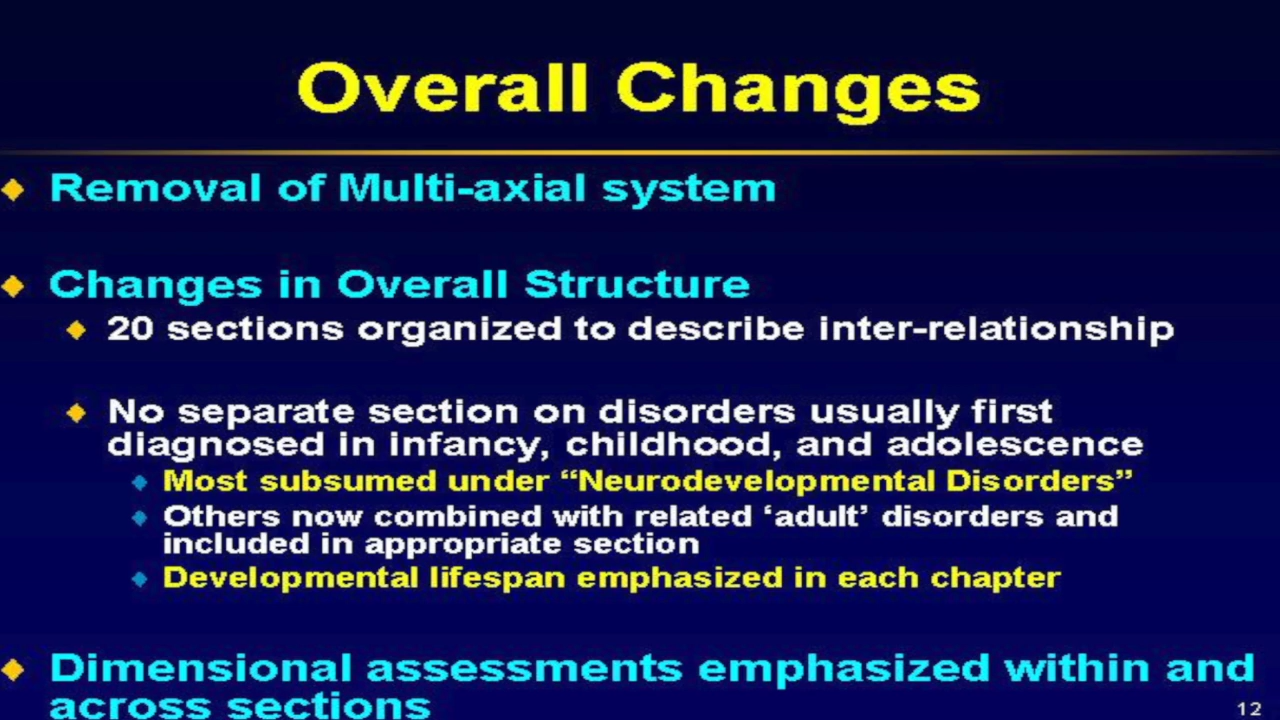 Overall Changes
Removal of Multi-axial system
Changes in Overall Structure
20 sections organized to describe inter-relationship
No separate section on disorders usually first
diagnosed in infancy, childhood, and adolescence
Most subsumed under “Neurodevelopmental Disorders”
Others now combined with related ‘adult’ disorders and
included in appropriate section
Developmental lifespan emphasized in each chapter
Dimensional assessments emphasized within and
across sections
12